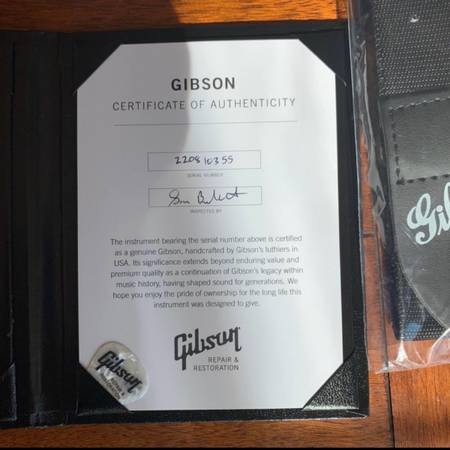 GIBSON
CERTIFICATE OF AUTHENTICITY
220810355
SERIAL NUMBER
INSPECTED BY
The instrument bearing the serial number above is certified
as a genuine Gibson, handcrafted by Gibson's luthiers in
USA. Its significance extends beyond enduring value and
premium quality as a continuation of Gibson's legacy within
music history, having shaped sound for generations. We
hope you enjoy the pride of ownership for the long life this
instrument was designed to give.
Gibson
REPAIR &
RESTORATION
Gibson
REPAIR &
Gi